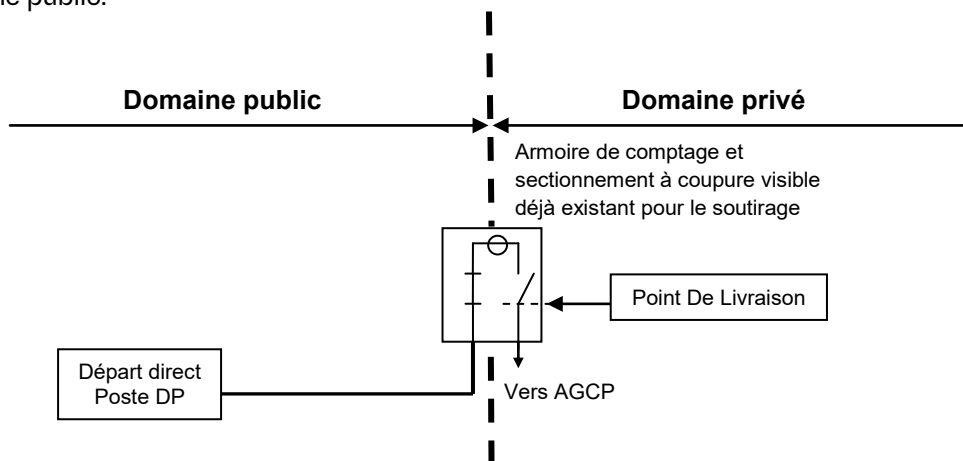 le public.
Domaine public
Domaine privé
Armoire de comptage et
sectionnement à coupure visible
déjà existant pour le soutirage
Point De Livraison
Départ direct
Poste DP
Vers AGCP